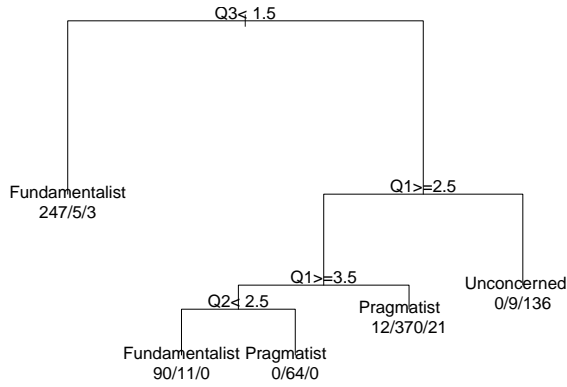 Q3< 1.5
Fundamentalist
247/5/3
Q1>=2.5
Q1>=3.5
Unconcerned
0/9/136
Q2< 2.5
Pragmatist
12/370/21
Fundamentalist
90/11/0
Pragmatist
0/64/0